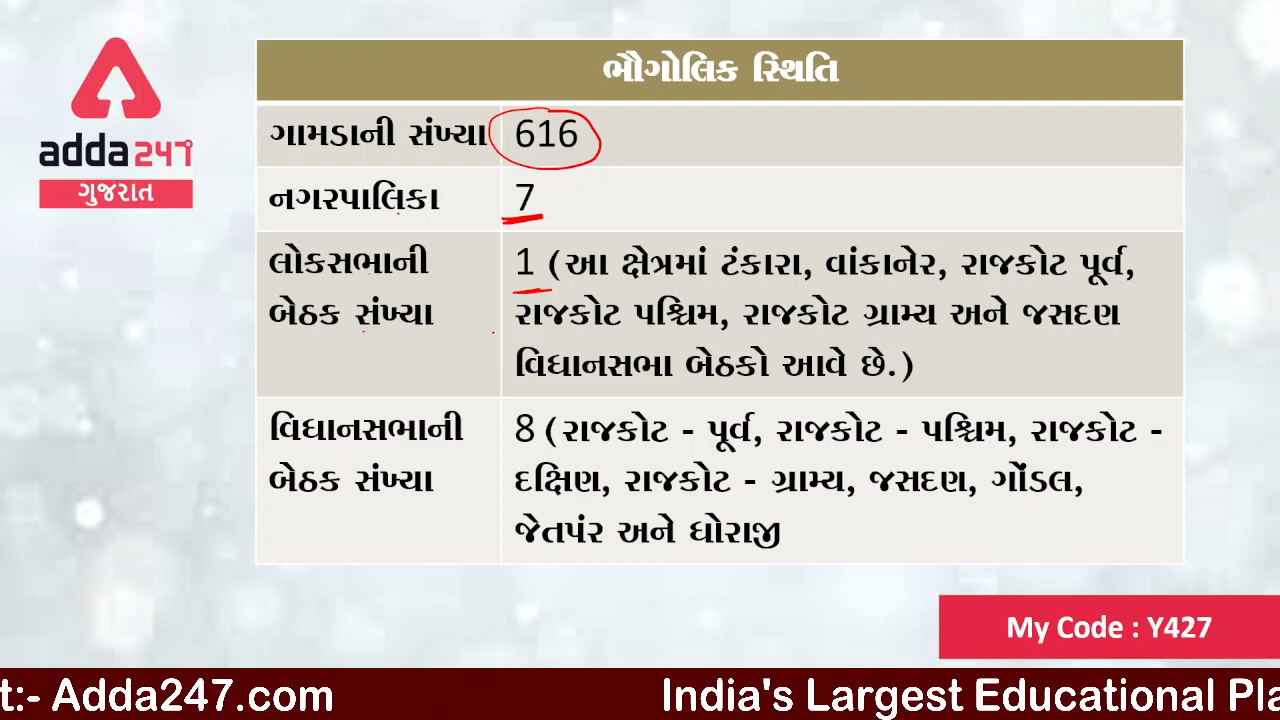 adda247
ગુજરાત
ભૌગોલિક સ્થિતિ
ગામડાની સંખ્યા 616
નગરપાલિકા 7
લોકસભાની
બેઠક સંખ્યા
1 (આ ક્ષેત્રમાં ટંકારા, વાંકાનેર, રાજકોટ પૂર્વ,
રાજકોટ પશ્ચિમ, રાજકોટ ગ્રામ્ય અને જસદણ
વિધાનસભા બેઠકો આવે છે.)
વિધાનસભાની
બેઠક સંખ્યા
8 (રાજકોટ - પૂર્વ, રાજકોટ - પશ્ચિમ, રાજકોટ -
દક્ષિણ, રાજકોટ - ગ્રામ્ય, જસદણ, ગોંડલ,
જેતપંર અને ધોરાજી
My Code : Y427
t:- Adda247.com India's Largest Educational Pla